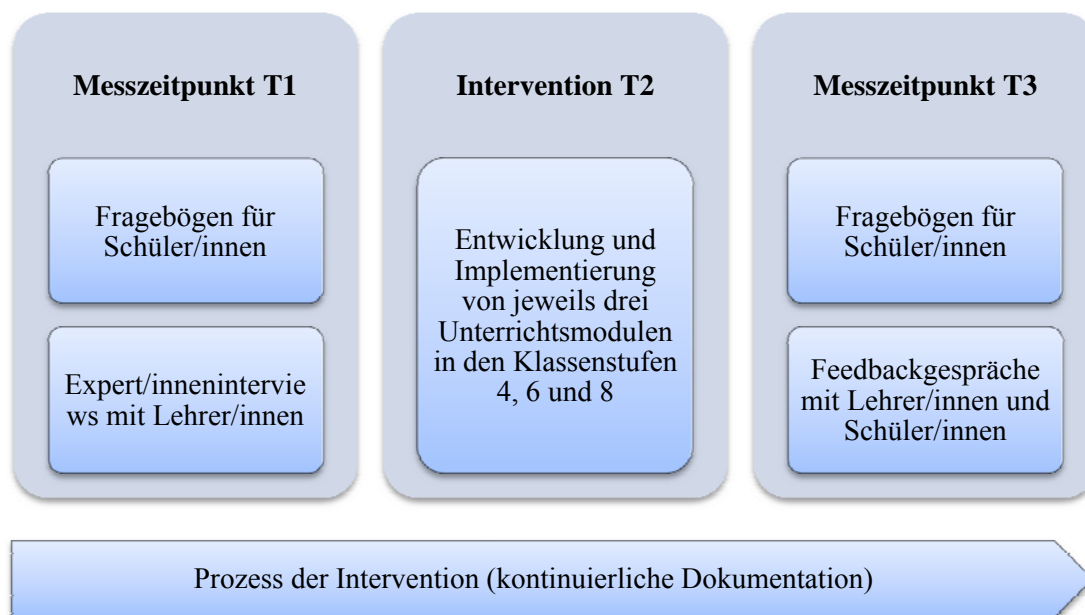 Messzeitpunkt T1
Fragebögen für
Schüler/innen
Expert/innenintervie
ws mit Lehrer/innen
Intervention T2
Entwicklung und
Implementierung
von jeweils drei
Unterrichtsmodulen
in den Klassenstufen
4, 6 und 8
Messzeitpunkt T3
Fragebögen für
Schüler/innen
Feedbackgespräche
mit Lehrer/innen und
Schüler/innen
Prozess der Intervention (kontinuierliche Dokumentation)